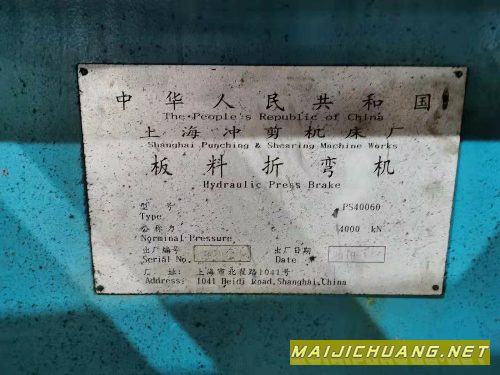 中华人民共和国
The People's Republic of China
上海冲剪机床厂
Shanghai Punching & Shearing Machine Works
板料折弯机
Hydraulic Press Brake
型号 PS40060
Type
公称力 4000 kN
Norminal Pressure
出厂编号 出厂日期
Serial No. Date
厂址: 上海市北翟路1041号
Address: 1041 Beidi Road,Shanghai,China
MAIJICHUANG.NET